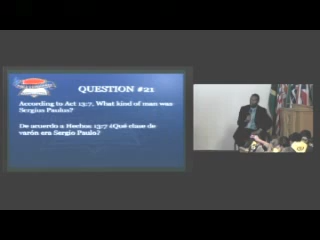 QUESTION #21
According to Act 13:7, What kind of man was
Sergius Paulus?
De acuerdo a Hechos 13:7 ¿Qué clase de
varón era Sergio Paulo?